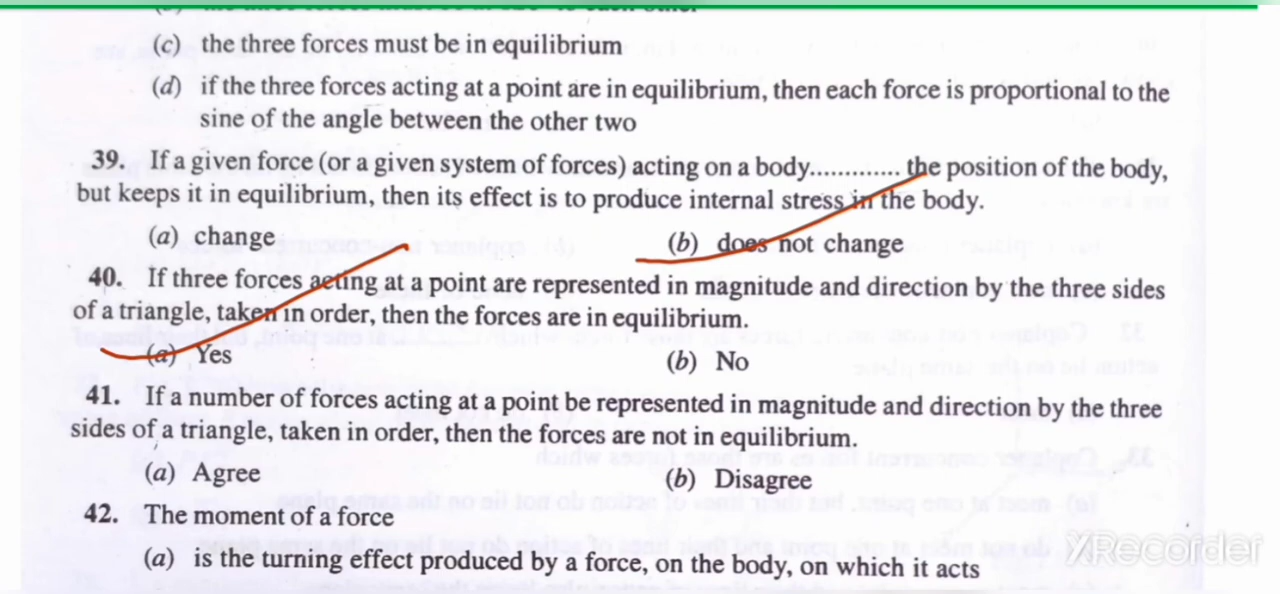 (c) the three forces must be in equilibrium
(d) if the three forces acting at a point are in equilibrium, then each force is proportional to the
sine of the angle between the other two
39. If a given force (or a given system of forces) acting on a body.............. the position of the body,
but keeps it in equilibrium, then its effect is to produce internal stress in the body.
(a) change (b) does not change
40. If three forces acting at a point are represented in magnitude and direction by the three sides
of a triangle, taken in order, then the forces are in equilibrium.
(a) Yes (b) No
41. If a number of forces acting at a point be represented in magnitude and direction by the three
sides of a triangle, taken in order, then the forces are not in equilibrium.
(a) Agree (b) Disagree
42. The moment of a force
(a) is the turning effect produced by a force, on the body, on which it acts
XRecorder